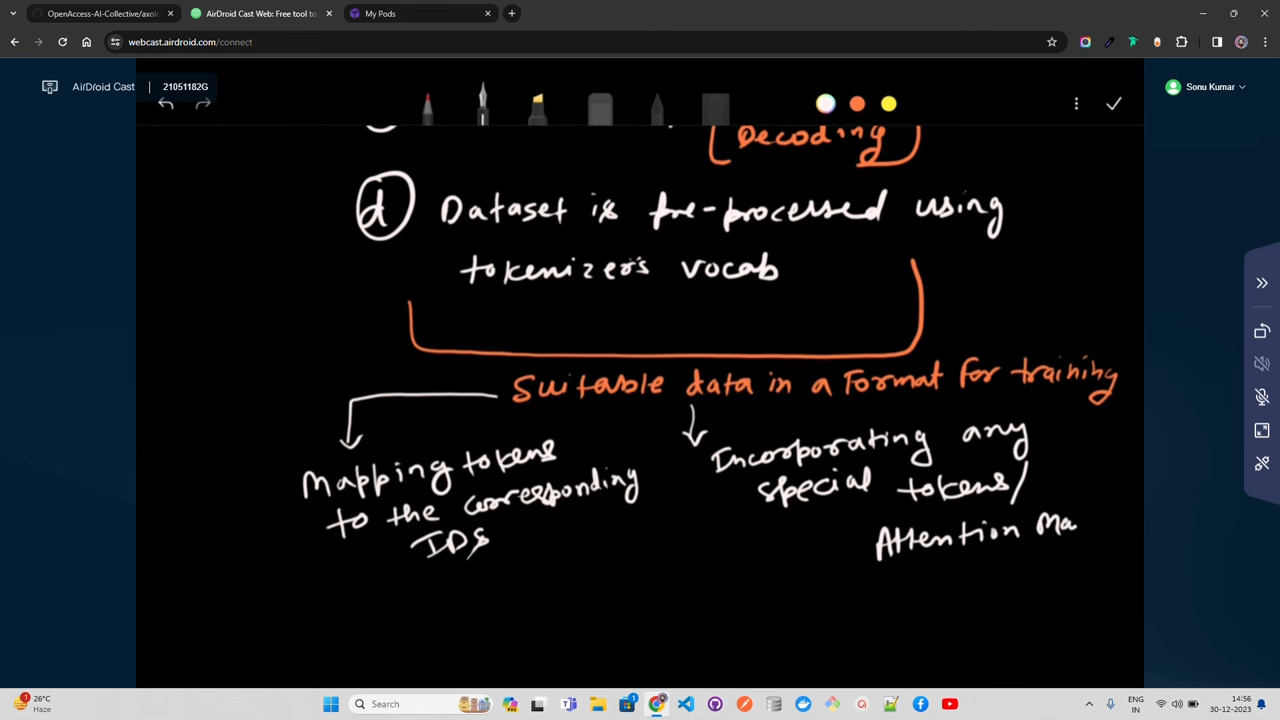 OpenAccess-AI-Collective/axolo
AirDroid Cast Web: Free tool to
My Pods
webcast.airdroid.com/connect
AirDroid Cast
21051182G
Sonu Kumar
[Decoding]
d Dataset is pre-processed using
tokenizer's vocab
Suitable data in a Format for training
Mapping tokens
to the corresponding
IDs
Incorporating any
special tokens/
Attention Ma
1
26°C
Haze
Search
1
ENG
IN
14:56
30-12-2023